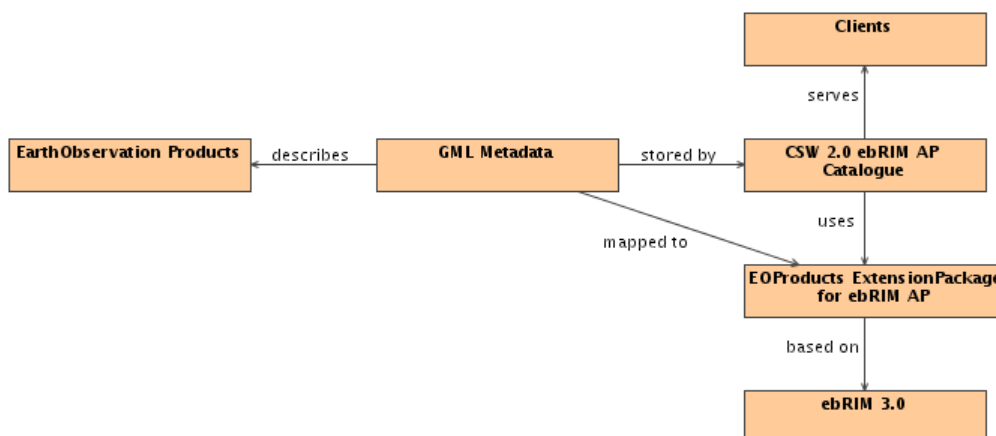 Clients
serves
EarthObservation Products
describes
GML Metadata
stored by
CSW 2.0 ebRIM AP
Catalogue
uses
mapped to
EOProducts ExtensionPackage
for ebRIM AP
based on
ebRIM 3.0